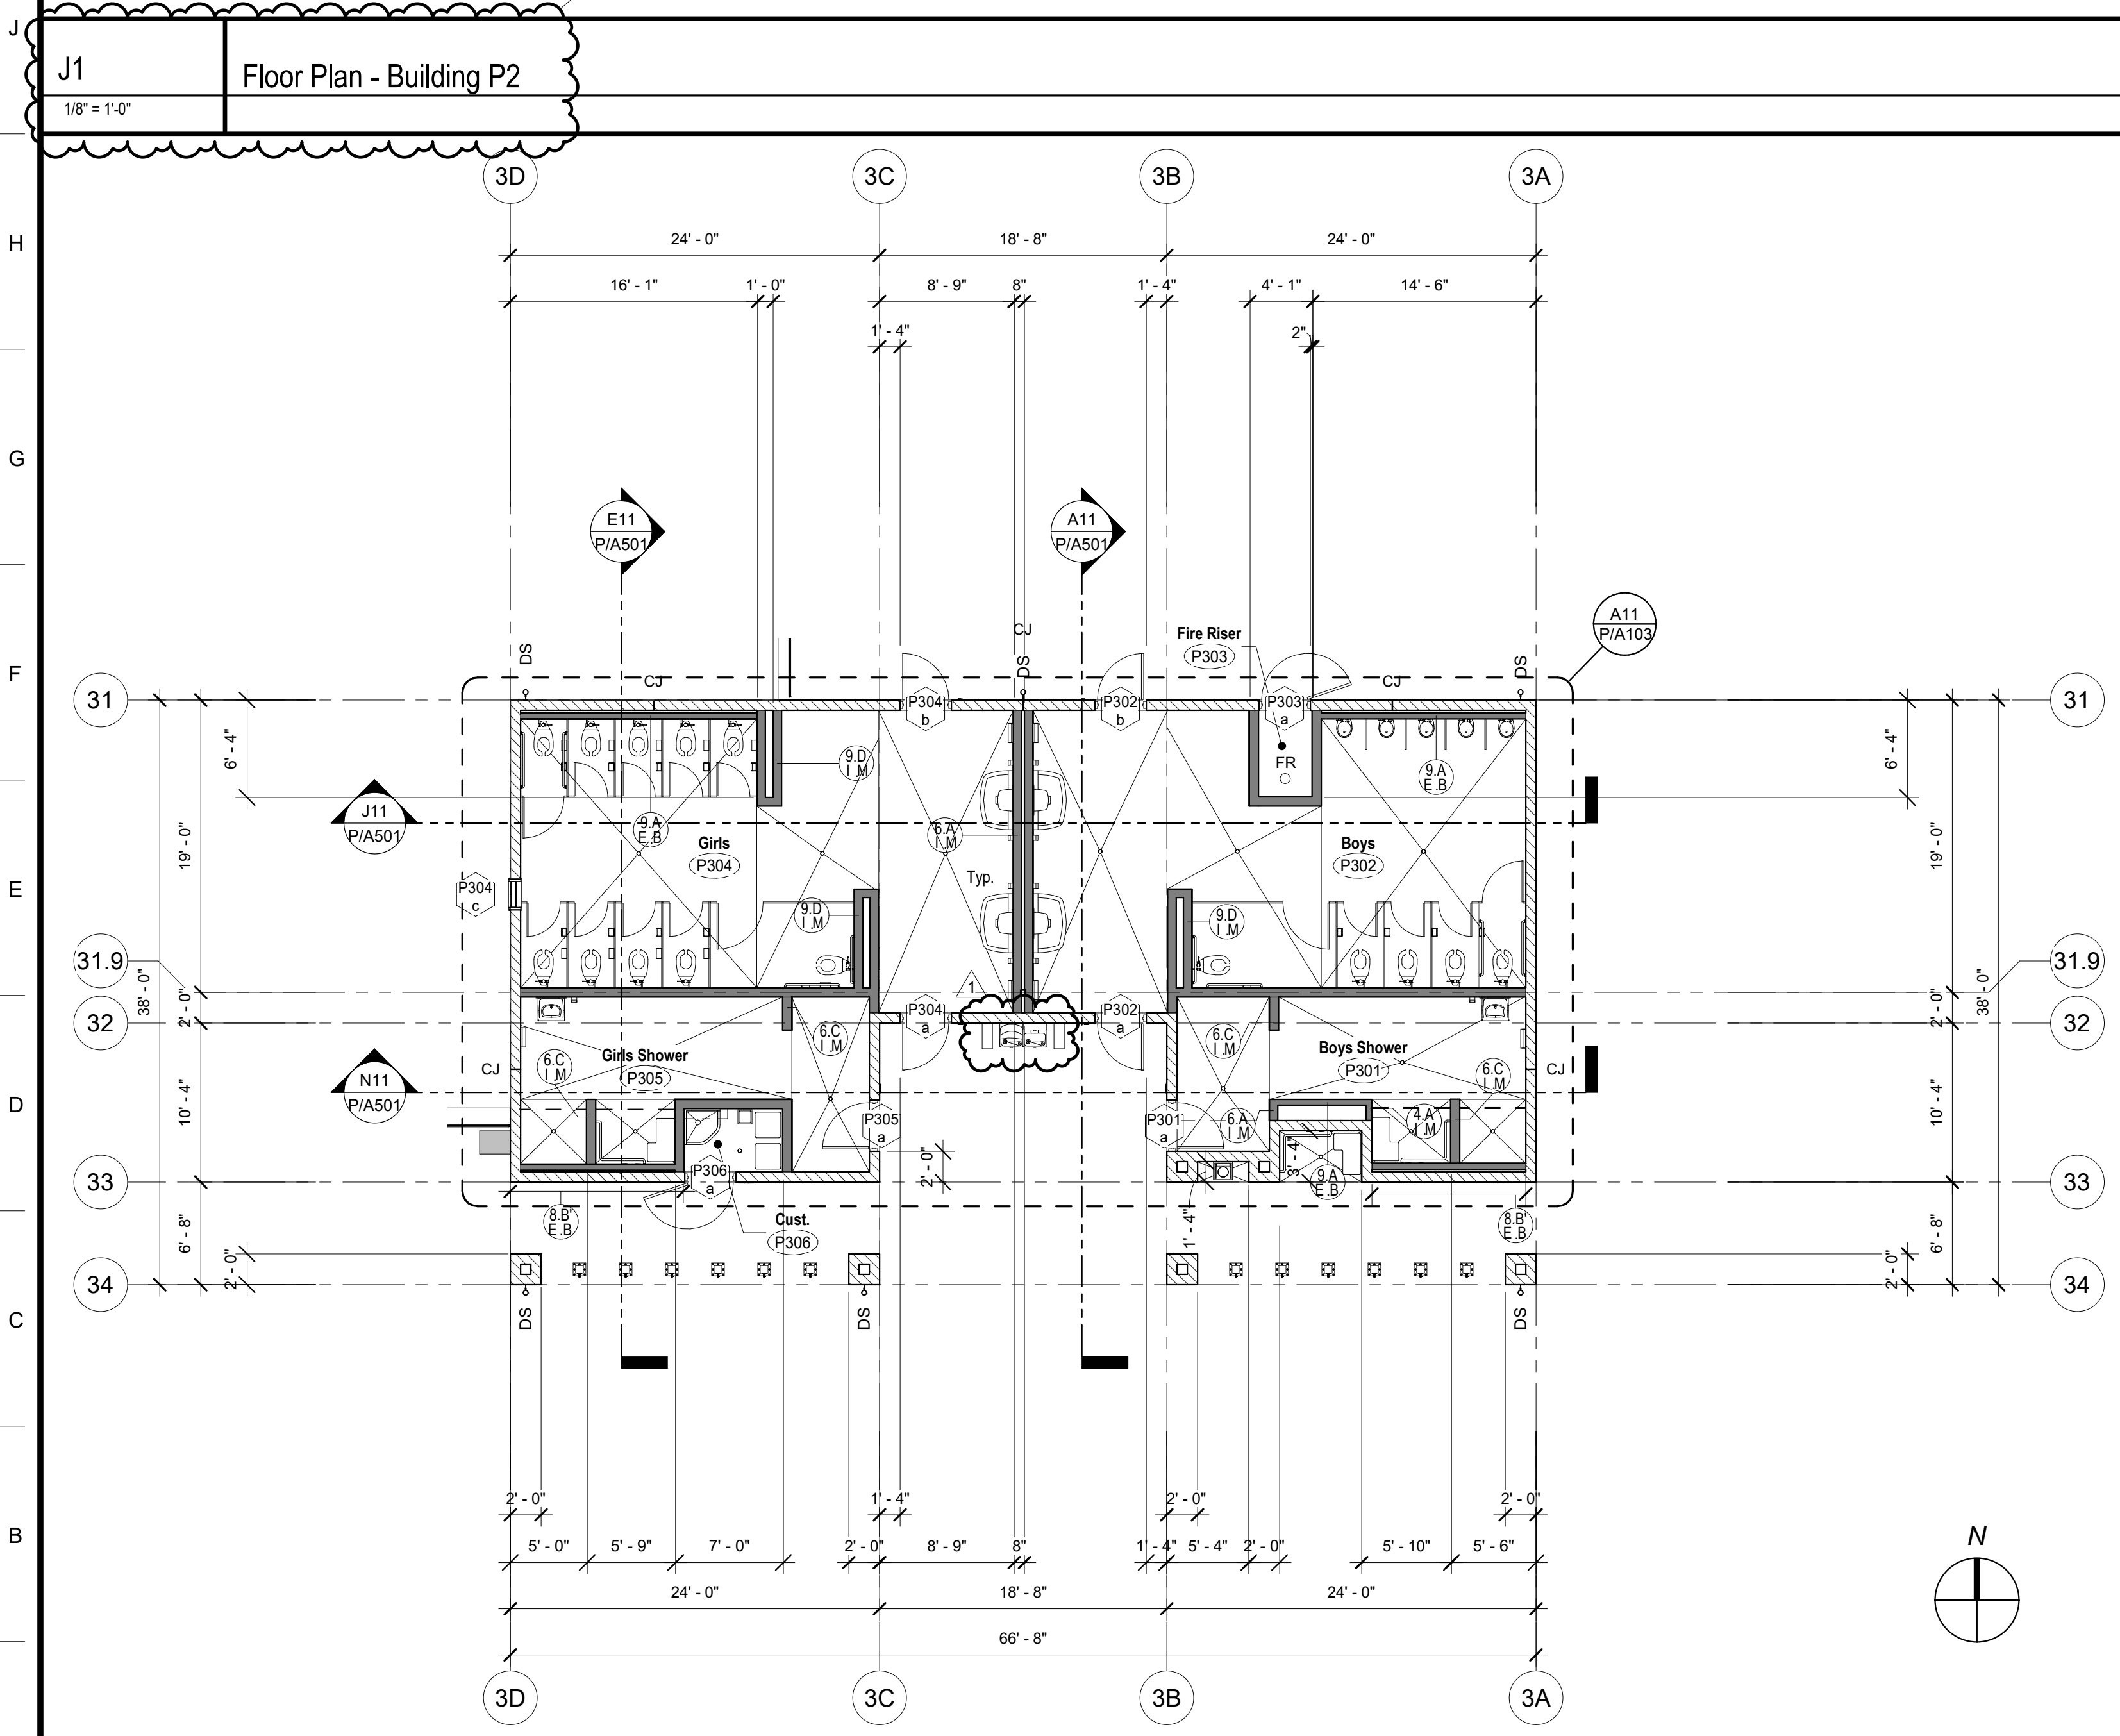 J
J1
Floor Plan - Building P2
1/8" = 1'-0"
3D
3C
3B
3A
H
24' - 0"
18' - 8"
24' - 0"
16' - 1"
1' - 0"
8' - 9"
8"
1' - 4"
4' - 1"
14' - 6"
1' - 4"
2"
G
E11
P/A501
A11
P/A501
A11
P/A103
Fire Riser
P303
F
DS
CJ
CJ
DS
CJ
DS
31
P304
b
P302
b
P303
a
31
6' - 4"
9.D
I .M
FR
9.A
E.B
6' - 4"
J11
P/A501
9.A
E.B
Girls
P304
6.A
I .M
Boys
P302
19' - 0"
19' - 0"
E
P304
c
Typ.
9.D
I .M
9.D
I .M
31.9
31.9
38' - 0"
38' - 0"
2' - 0"
2' - 0"
1
32
P304
a
P302
a
32
6.C
I .M
6.C
I .M
6.C
I .M
Girls Shower
P305
Boys Shower
P301
6.C
I .M
CJ
CJ
N11
P/A501
D
10' - 4"
10' - 4"
P305
a
P301
a
6.A
I .M
4.A
I .M
2' - 0"
3' - 4"
33
P306
a
9.A
E.B
33
8.B'
E.B
Cust.
P306
1' - 4"
8.B'
E.B
6' - 8"
6' - 8"
2' - 0"
2' - 0"
34
34
DS
DS
DS
C
2' - 0"
1' - 4"
2' - 0"
2' - 0"
B
5' - 0"
5' - 9"
7' - 0"
2' - 0"
8' - 9"
8"
1' - 4"
5' - 4"
2' - 0"
5' - 10"
5' - 6"
N
24' - 0"
18' - 8"
24' - 0"
66' - 8"
3D
3C
3B
3A